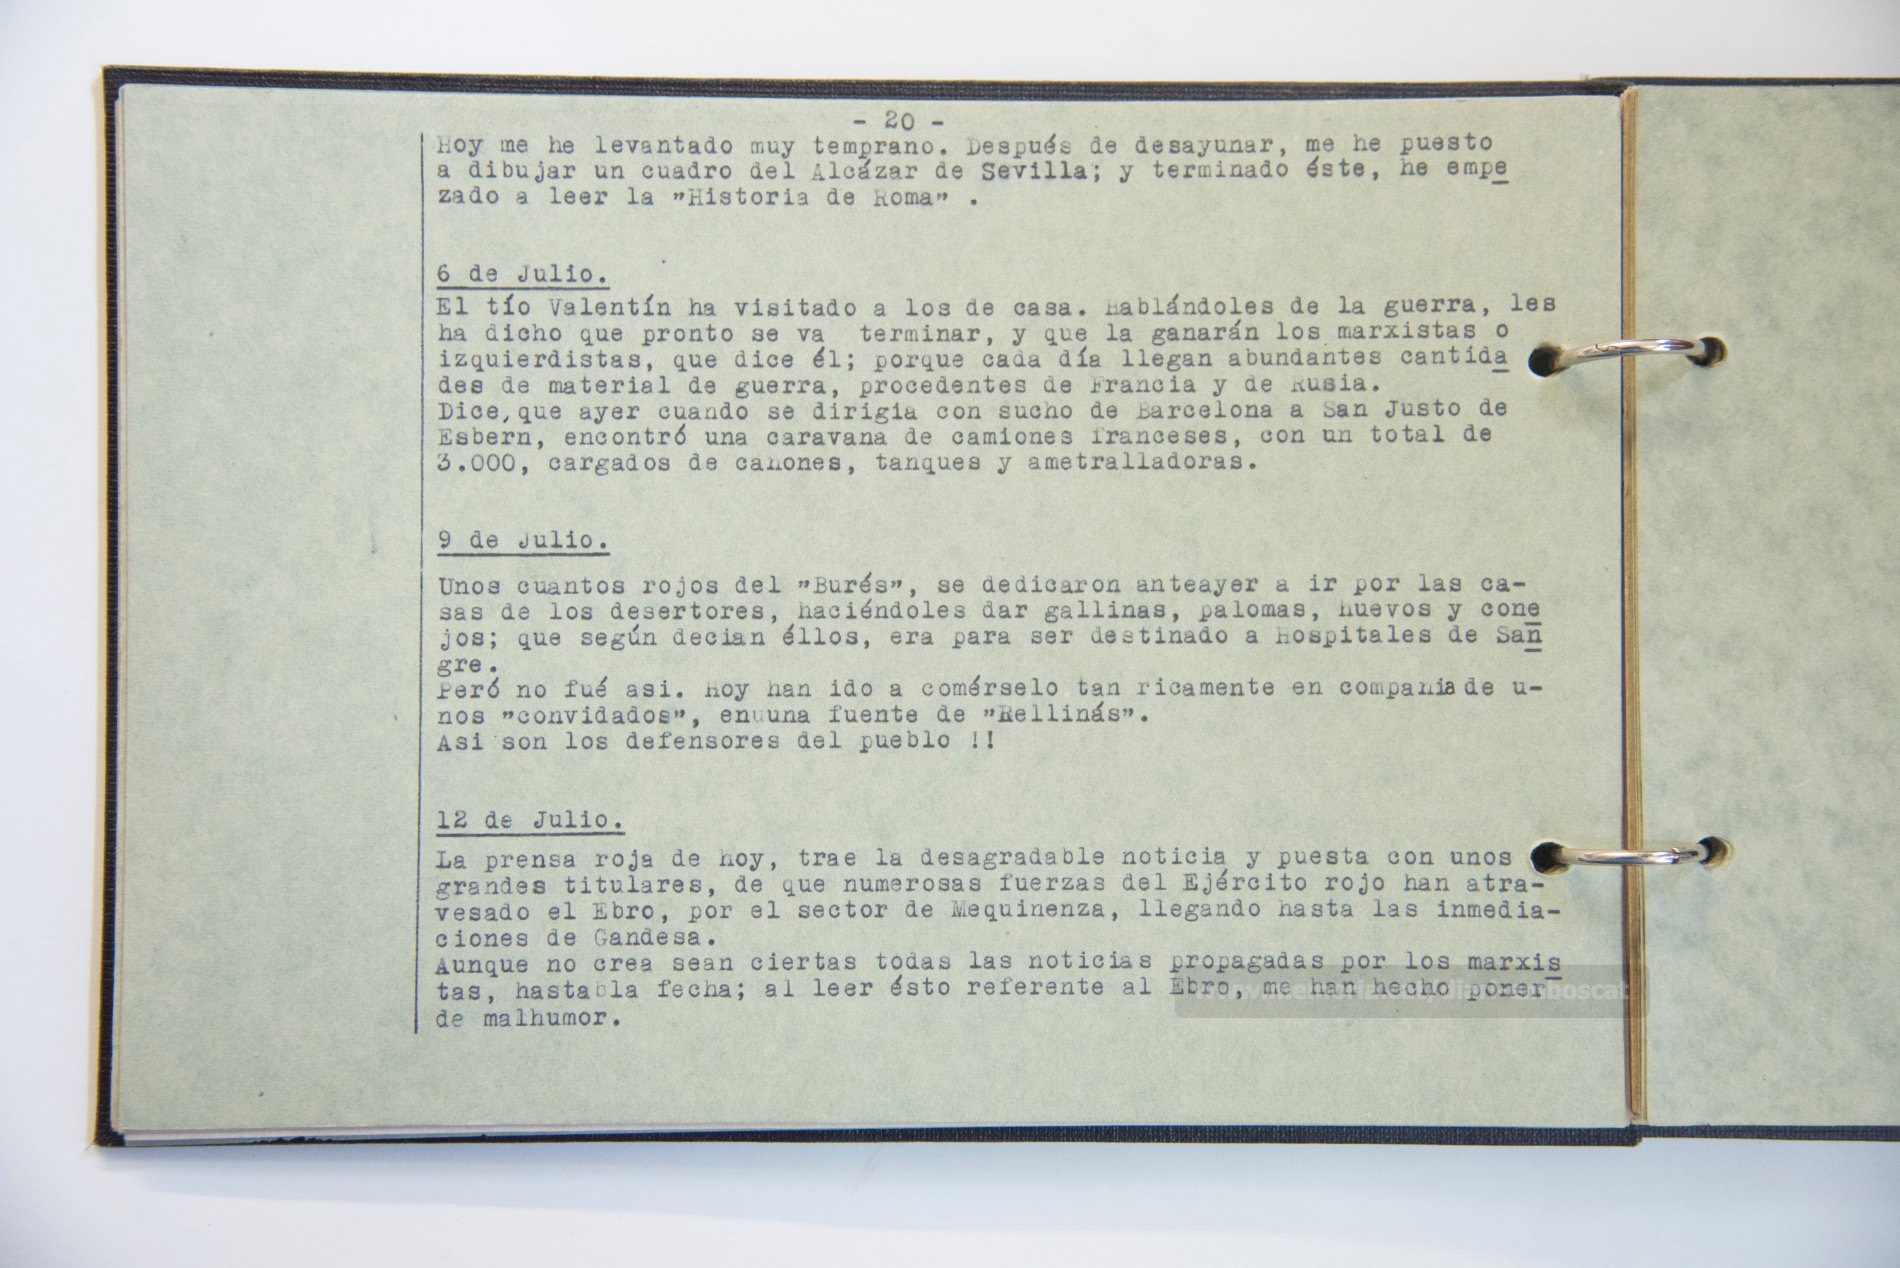 - 20 -
Hoy me he levantado muy temprano. Después de desayunar, me he puesto
a dibujar un cuadro del Alcázar de Sevilla; y terminado éste, he empe
zado a leer la "Historia de Roma" .
6 de Julio.
El tío Valentín ha visitado a los de casa. Hablándoles de la guerra, les
ha dicho que pronto se va  terminar, y que la ganarán los marxistas o
izquierdistas, que dice él; porque cada día llegan abundantes cantida
des de material de guerra, procedentes de Francia y de Rusia.
Dice, que ayer cuando se dirigia con sucho de Barcelona a San Justo de
Esbern, encontró una caravana de camiones franceses, con un total de
3.000, cargados de cañones, tanques y ametralladoras.
9 de Julio.
Unos cuantos rojos del "Burés", se dedicaron anteayer a ir por las ca-
sas de los desertores, haciéndoles dar gallinas, palomas, huevos y cone
jos; que según decian éllos, era para ser destinado a Hospitales de San
gre.
Peró no fué asi. Hoy han ido a comérselo tan ricamente en compañia de u-
nos "convidados", enuuna fuente de "Rellinás".
Asi son los defensores del pueblo !!
12 de Julio.
La prensa roja de hoy, trae la desagradable noticia y puesta con unos
grandes titulares, de que numerosas fuerzas del Ejército rojo han atra-
vesado el Ebro, por el sector de Mequinenza, llegando hasta las inmedia-
ciones de Gandesa.
Aunque no crea sean ciertas todas las noticias propagadas por los marxis
tas, hasta la fecha; al leer ésto referente al Ebro, me han hecho poner
de malhumor.